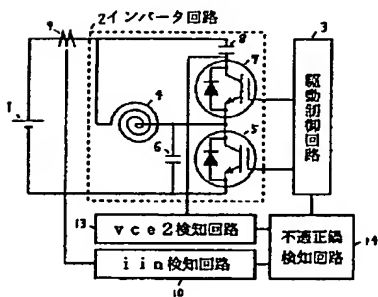 2インバータ回路
9
8
3
7
1
4
駆動制御回路
5
6
13
vce2検知回路
不適正鍋
検知回路
14
iin検知回路
10